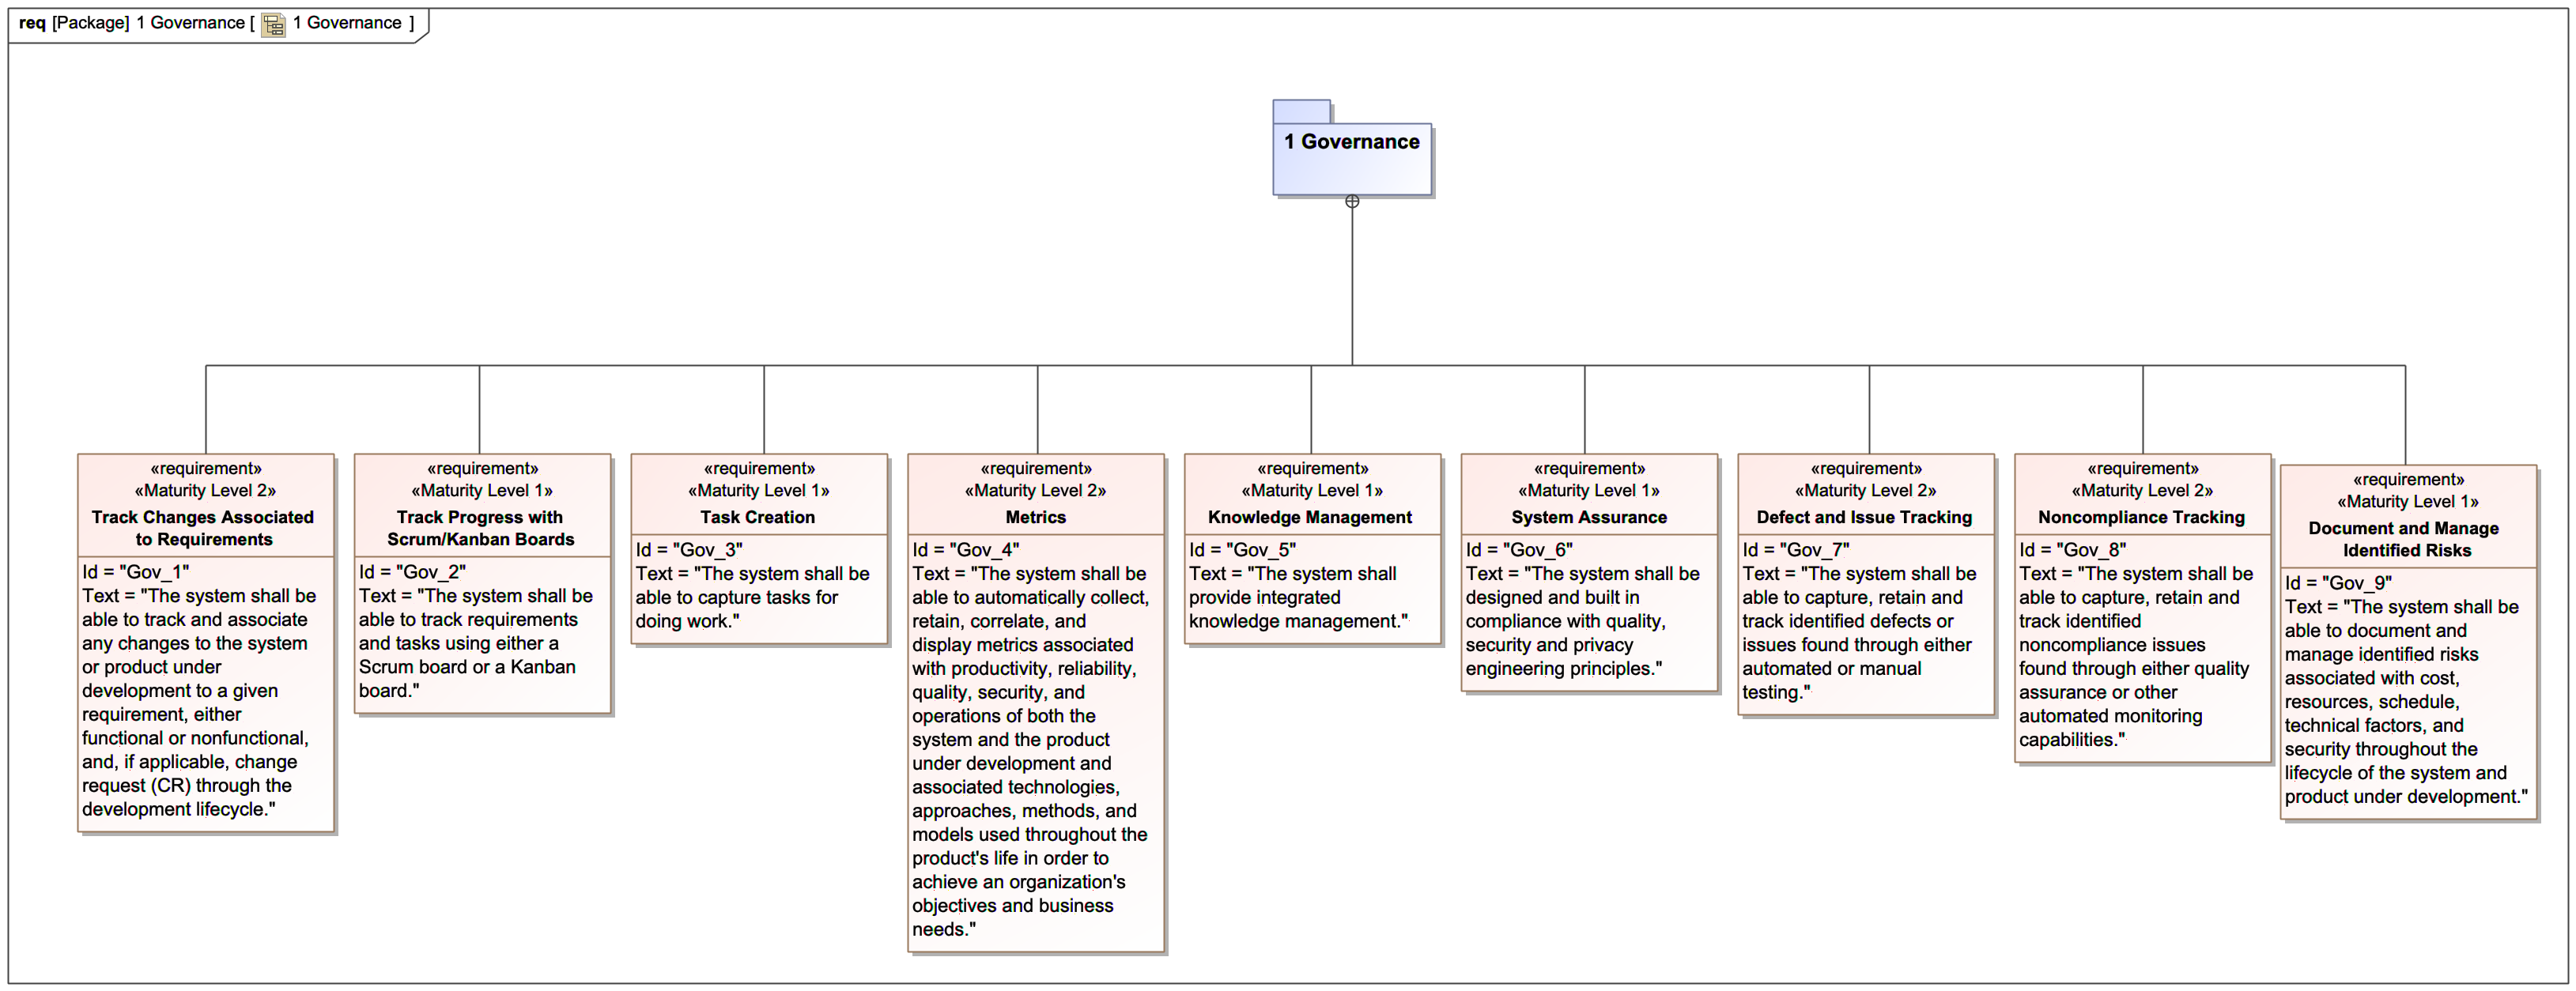 req [Package] 1 Governance [ 1 Governance ]
1 Governance
«requirement»
«Maturity Level 2»
Track Changes Associated
to Requirements
Id = "Gov_1"
Text = "The system shall be
able to track and associate
any changes to the system
or product under
development to a given
requirement, either
functional or nonfunctional,
and, if applicable, change
request (CR) through the
development lifecycle."
«requirement»
«Maturity Level 1»
Track Progress with
Scrum/Kanban Boards
Id = "Gov_2"
Text = "The system shall be
able to track requirements
and tasks using either a
Scrum board or a Kanban
board."
«requirement»
«Maturity Level 1»
Task Creation
Id = "Gov_3"
Text = "The system shall be
able to capture tasks for
doing work."
«requirement»
«Maturity Level 2»
Metrics
Id = "Gov_4"
Text = "The system shall be
able to automatically collect,
retain, correlate, and
display metrics associated
with productivity, reliability,
quality, security, and
operations of both the
system and the product
under development and
associated technologies,
approaches, methods, and
models used throughout the
product's life in order to
achieve an organization's
objectives and business
needs."
«requirement»
«Maturity Level 1»
Knowledge Management
Id = "Gov_5"
Text = "The system shall
provide integrated
knowledge management."
«requirement»
«Maturity Level 1»
System Assurance
Id = "Gov_6"
Text = "The system shall be
designed and built in
compliance with quality,
security and privacy
engineering principles."
«requirement»
«Maturity Level 2»
Defect and Issue Tracking
Id = "Gov_7"
Text = "The system shall be
able to capture, retain and
track identified defects or
issues found through either
automated or manual
testing."
«requirement»
«Maturity Level 2»
Noncompliance Tracking
Id = "Gov_8"
Text = "The system shall be
able to capture, retain and
track identified
noncompliance issues
found through either quality
assurance or other
automated monitoring
capabilities."
«requirement»
«Maturity Level 1»
Document and Manage
Identified Risks
Id = "Gov_9"
Text = "The system shall be
able to document and
manage identified risks
associated with cost,
resources, schedule,
technical factors, and
security throughout the
lifecycle of the system and
product under development."